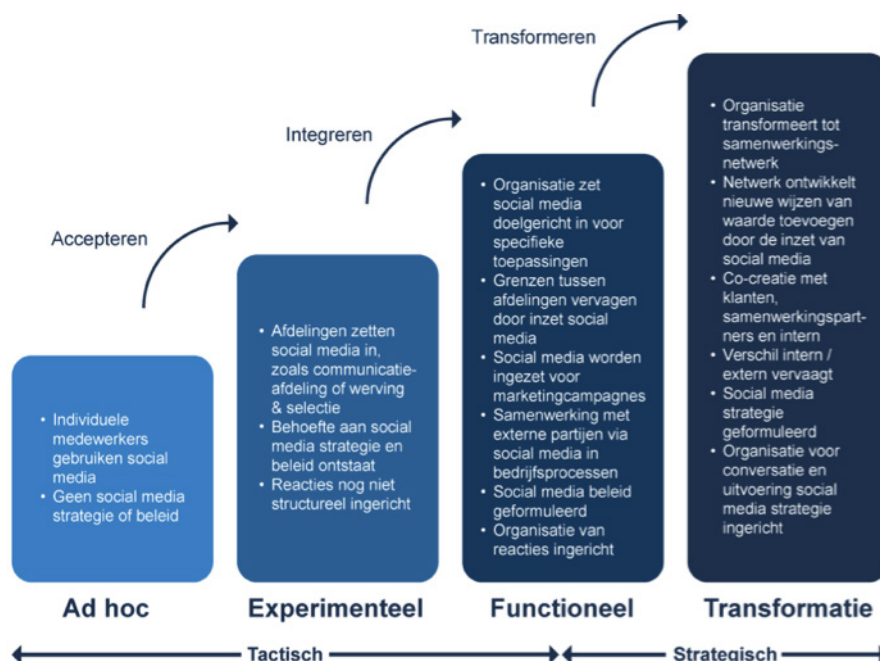 Transformeren
Integreren
Accepteren
• Individuele
medewerkers
gebruiken social
media
• Geen social media
strategie of beleid
• Afdelingen zetten
social media in,
zoals communicatie-
afdeling of werving
& selectie
• Behoefte aan social
media strategie en
beleid ontstaat
• Reacties nog niet
structureel ingericht
• Organisatie zet
social media
doelgericht in voor
specifieke
toepassingen
• Grenzen tussen
afdelingen vervagen
door inzet social
media
• Social media worden
ingezet voor
marketingcampagnes
• Samenwerking met
externe partijen via
social media in
bedrijfsprocessen
• Social media beleid
geformuleerd
• Organisatie van
reacties ingericht
• Organisatie
transformeert tot
samenwerkings-
netwerk
• Netwerk ontwikkelt
nieuwe wijzen van
waarde toevoegen
door de inzet van
social media
• Co-creatie met
klanten,
samenwerkingspart-
ners en intern
• Verschil intern /
extern vervaagt
• Social media
strategie
geformuleerd
• Organisatie voor
conversatie en
uitvoering social
media strategie
ingericht
Ad hoc
Experimenteel
Functioneel
Transformatie
Tactisch
Strategisch